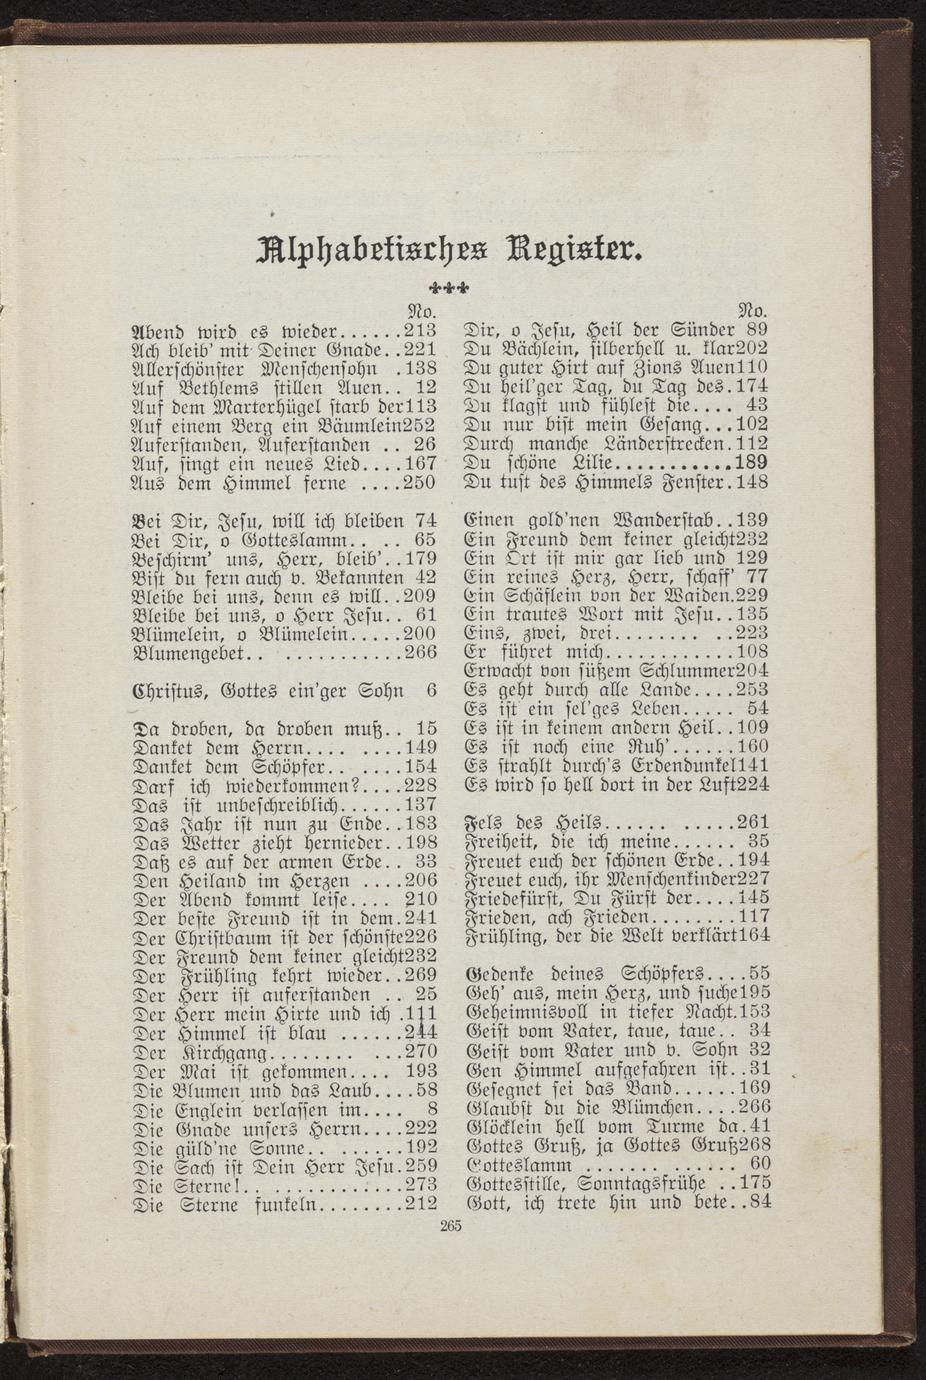 Alphabetisches Register.
No.
Abend wird es wieder......213
Ach bleib' mit Deiner Gnade..221
Allerschönster Menschensohn .138
Auf Bethlems stillen Auen.. 12
Auf dem Marterhügel starb der113
Auf einem Berg ein Bäumlein252
Auferstanden, Auferstanden .. 26
Auf, singt ein neues Lied....167
Aus dem Himmel ferne ....250
Bei Dir, Jesu, will ich bleiben 74
Bei Dir, o Gotteslamm.. .. 65
Beschirm' uns, Herr, bleib'..179
Bist du fern auch v. Bekannten 42
Bleibe bei uns, denn es will..209
Bleibe bei uns, o Herr Jesu.. 61
Blümelein, o Blümelein.....200
Blumengebet.. ...........266
Christus, Gottes ein'ger Sohn 6
Da droben, da droben muß.. 15
Danket dem Herrn.... .....149
Danket dem Schöpfer.. ....154
Darf ich wiederkommen?....228
Das ist unbeschreiblich......137
Das Jahr ist nun zu Ende..183
Das Wetter zieht hernieder..198
Daß es auf der armen Erde.. 33
Den Heiland im Herzen ....206
Der Abend kommt leise.... 210
Der beste Freund ist in dem.241
Der Christbaum ist der schönste226
Der Freund dem keiner gleicht232
Der Frühling kehrt wieder..269
Der Herr ist auferstanden .. 25
Der Herr mein Hirte und ich .111
Der Himmel ist blau ......244
Der Kirchgang........ ...270
Der Mai ist gekommen.... 193
Die Blumen und das Laub....58
Die Englein verlassen im.... 8
Die Gnade unsers Herrn....222
Die güld'ne Sonne.. ......192
Die Sach ist Dein Herr Jesu.259
Die Sterne!.. ............273
Die Sterne funkeln........212
No.
Dir, o Jesu, Heil der Sünder 89
Du Bächlein, silberhell u. klar202
Du guter Hirt auf Zions Auen110
Du heil'ger Tag, du Tag des.174
Du klagst und fühlest die.... 43
Du nur bist mein Gesang...102
Durch manche Länderstrecken.112
Du schöne Lilie...........189
Du tust des Himmels Fenster.148
Einen gold'nen Wanderstab..139
Ein Freund dem keiner gleicht232
Ein Ort ist mir gar lieb und 129
Ein reines Herz, Herr, schaff' 77
Ein Schäflein von der Waiden.229
Ein trautes Wort mit Jesu..135
Eins, zwei, drei........ ..223
Er führet mich............108
Erwacht von süßem Schlummer204
Es geht durch alle Lande....253
Es ist ein sel'ges Leben..... 54
Es ist in keinem andern Heil..109
Es ist noch eine Ruh'......160
Es strahlt durch's Erdendunkel141
Es wird so hell dort in der Luft224
Fels des Heils...... .....261
Freiheit, die ich meine...... 35
Freuet euch der schönen Erde..194
Freuet euch, ihr Menschenkinder227
Friedefürst, Du Fürst der....145
Frieden, ach Frieden........117
Frühling, der die Welt verklärt164
Gedenke deines Schöpfers....55
Geh' aus, mein Herz, und suche195
Geheimnisvoll in tiefer Nacht.153
Geist vom Vater, taue, taue.. 34
Geist vom Vater und v. Sohn 32
Gen Himmel aufgefahren ist..31
Gesegnet sei das Band......169
Glaubst du die Blümchen....266
Glöcklein hell vom Turme da.41
Gottes Gruß, ja Gottes Gruß268
Gotteslamm ....... ...... 60
Gottesstille, Sonntagsfrühe ..175
Gott, ich trete hin und bete..84
265